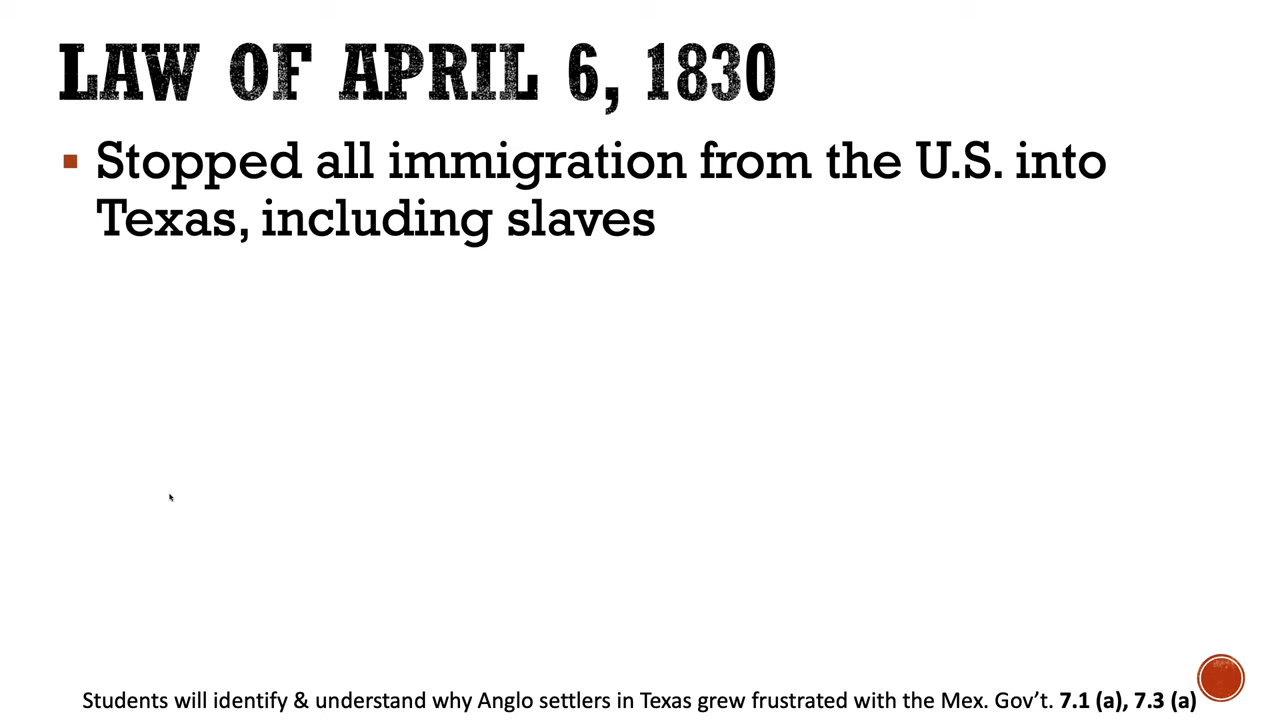 LAW OF APRIL 6, 1830
▪ Stopped all immigration from the U.S. into
Texas, including slaves
Students will identify & understand why Anglo settlers in Texas grew frustrated with the Mex. Gov’t. 7.1 (a), 7.3 (a)